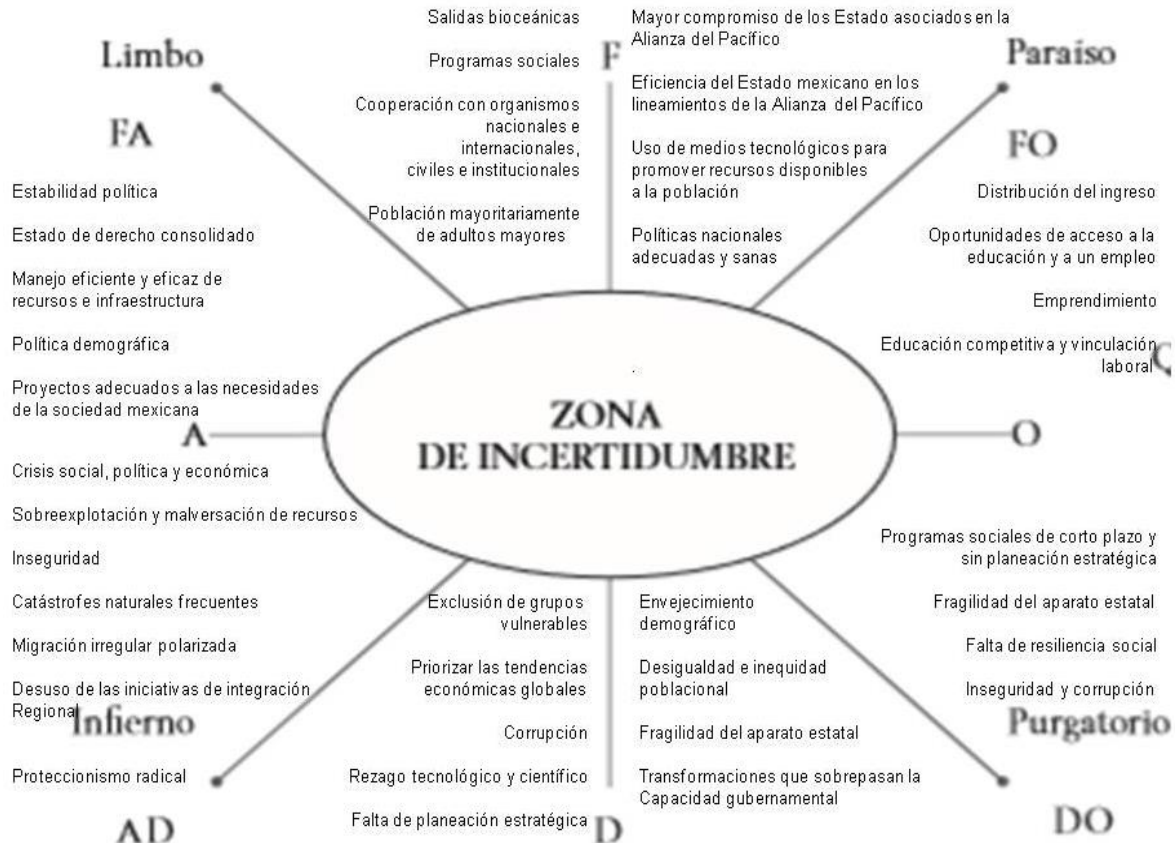 Limbo
FA
Estabilidad política
Estado de derecho consolidado
Manejo eficiente y eficaz de
recursos e infraestructura
Política demográfica
Proyectos adecuados a las necesidades
de la sociedad mexicana
A
Salidas bioceánicas
Programas sociales
Cooperación con organismos
nacionales e
internacionales,
civiles e institucionales
Población mayoritariamente
de adultos mayores
F
Mayor compromiso de los Estado asociados en la
Alianza del Pacífico
Eficiencia del Estado mexicano en los
lineamientos de la Alianza del Pacífico
Uso de medios tecnológicos para
promover recursos disponibles
a la población
Políticas nacionales
adecuadas y sanas
Paraíso
FO
Distribución del ingreso
Oportunidades de acceso a la
educación y a un empleo
Emprendimiento
Educación competitiva y vinculación
laboral
O
ZONA
DE INCERTIDUMBRE
Crisis social, política y económica
Sobreexplotación y malversación de recursos
Inseguridad
Catástrofes naturales frecuentes
Migración irregular polarizada
Desuso de las iniciativas de integración
Regional
Infierno
Proteccionismo radical
AD
Exclusión de grupos
vulnerables
Priorizar las tendencias
económicas globales
Corrupción
Rezago tecnológico y científico
Falta de planeación estratégica
D
Envejecimiento
demográfico
Desigualdad e inequidad
poblacional
Fragilidad del aparato estatal
Transformaciones que sobrepasan la
Capacidad gubernamental
Programas sociales de corto plazo y
sin planeación estratégica
Fragilidad del aparato estatal
Falta de resiliencia social
Inseguridad y corrupción
Purgatorio
DO